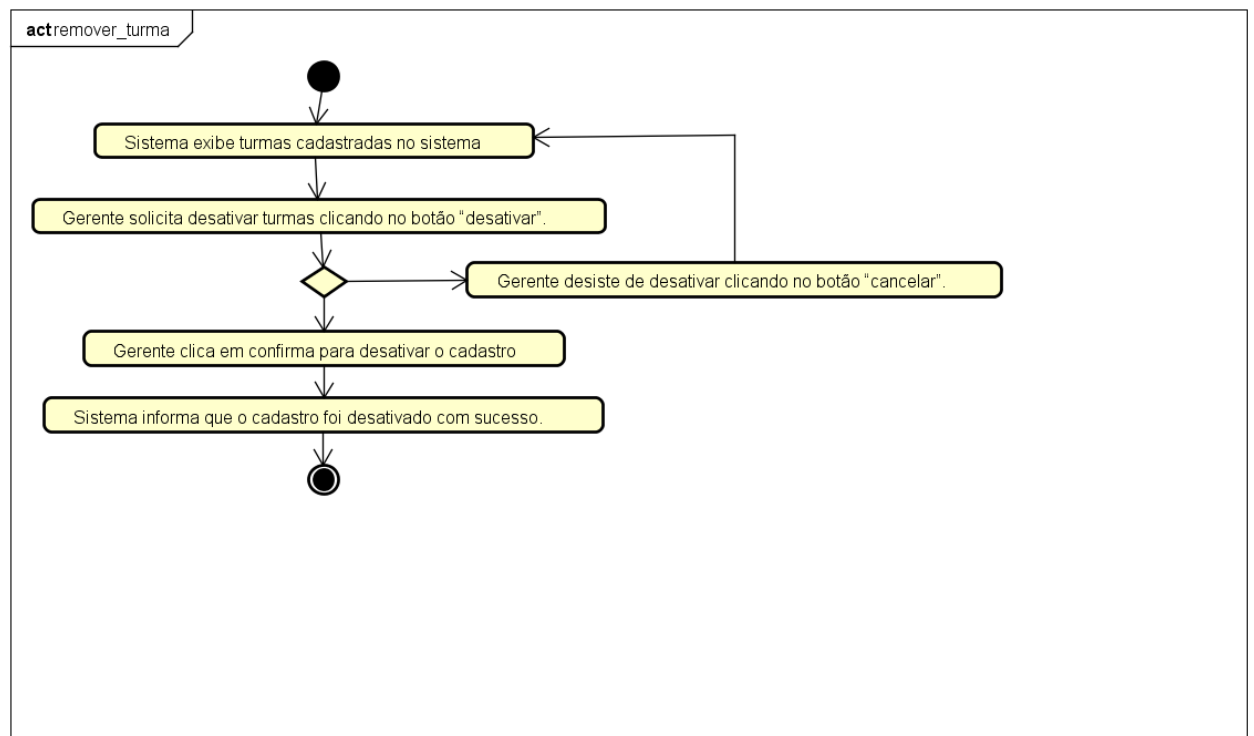 act remover_turma
Sistema exibe turmas cadastradas no sistema
Gerente solicita desativar turmas clicando no botão “desativar”.
Gerente desiste de desativar clicando no botão “cancelar”.
Gerente clica em confirma para desativar o cadastro
Sistema informa que o cadastro foi desativado com sucesso.